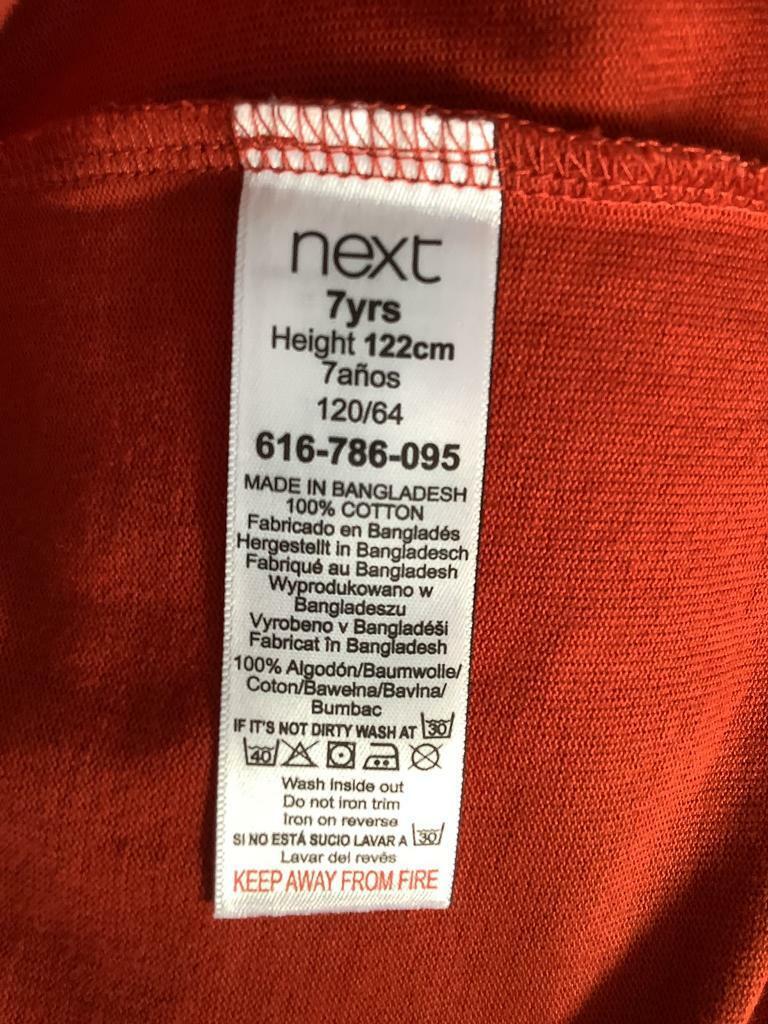 next
7yrs
Height 122cm
7años
120/64
616-786-095
MADE IN BANGLADESH
100% COTTON
Fabricado en Bangladés
Hergestellt in Bangladesch
Fabriqué au Bangladesh
Wyprodukowano w
Bangladeszu
Vyrobeno v Bangladéši
Fabricat în Bangladesh
100% Algodón/Baumwolle/
Coton/Bawełna/Bavlna/
Bumbac
IF IT'S NOT DIRTY WASH AT 30
40
Wash inside out
Do not iron trim
Iron on reverse
SI NO ESTÁ SUCIO LAVAR A 30
Lavar del revés
KEEP AWAY FROM FIRE